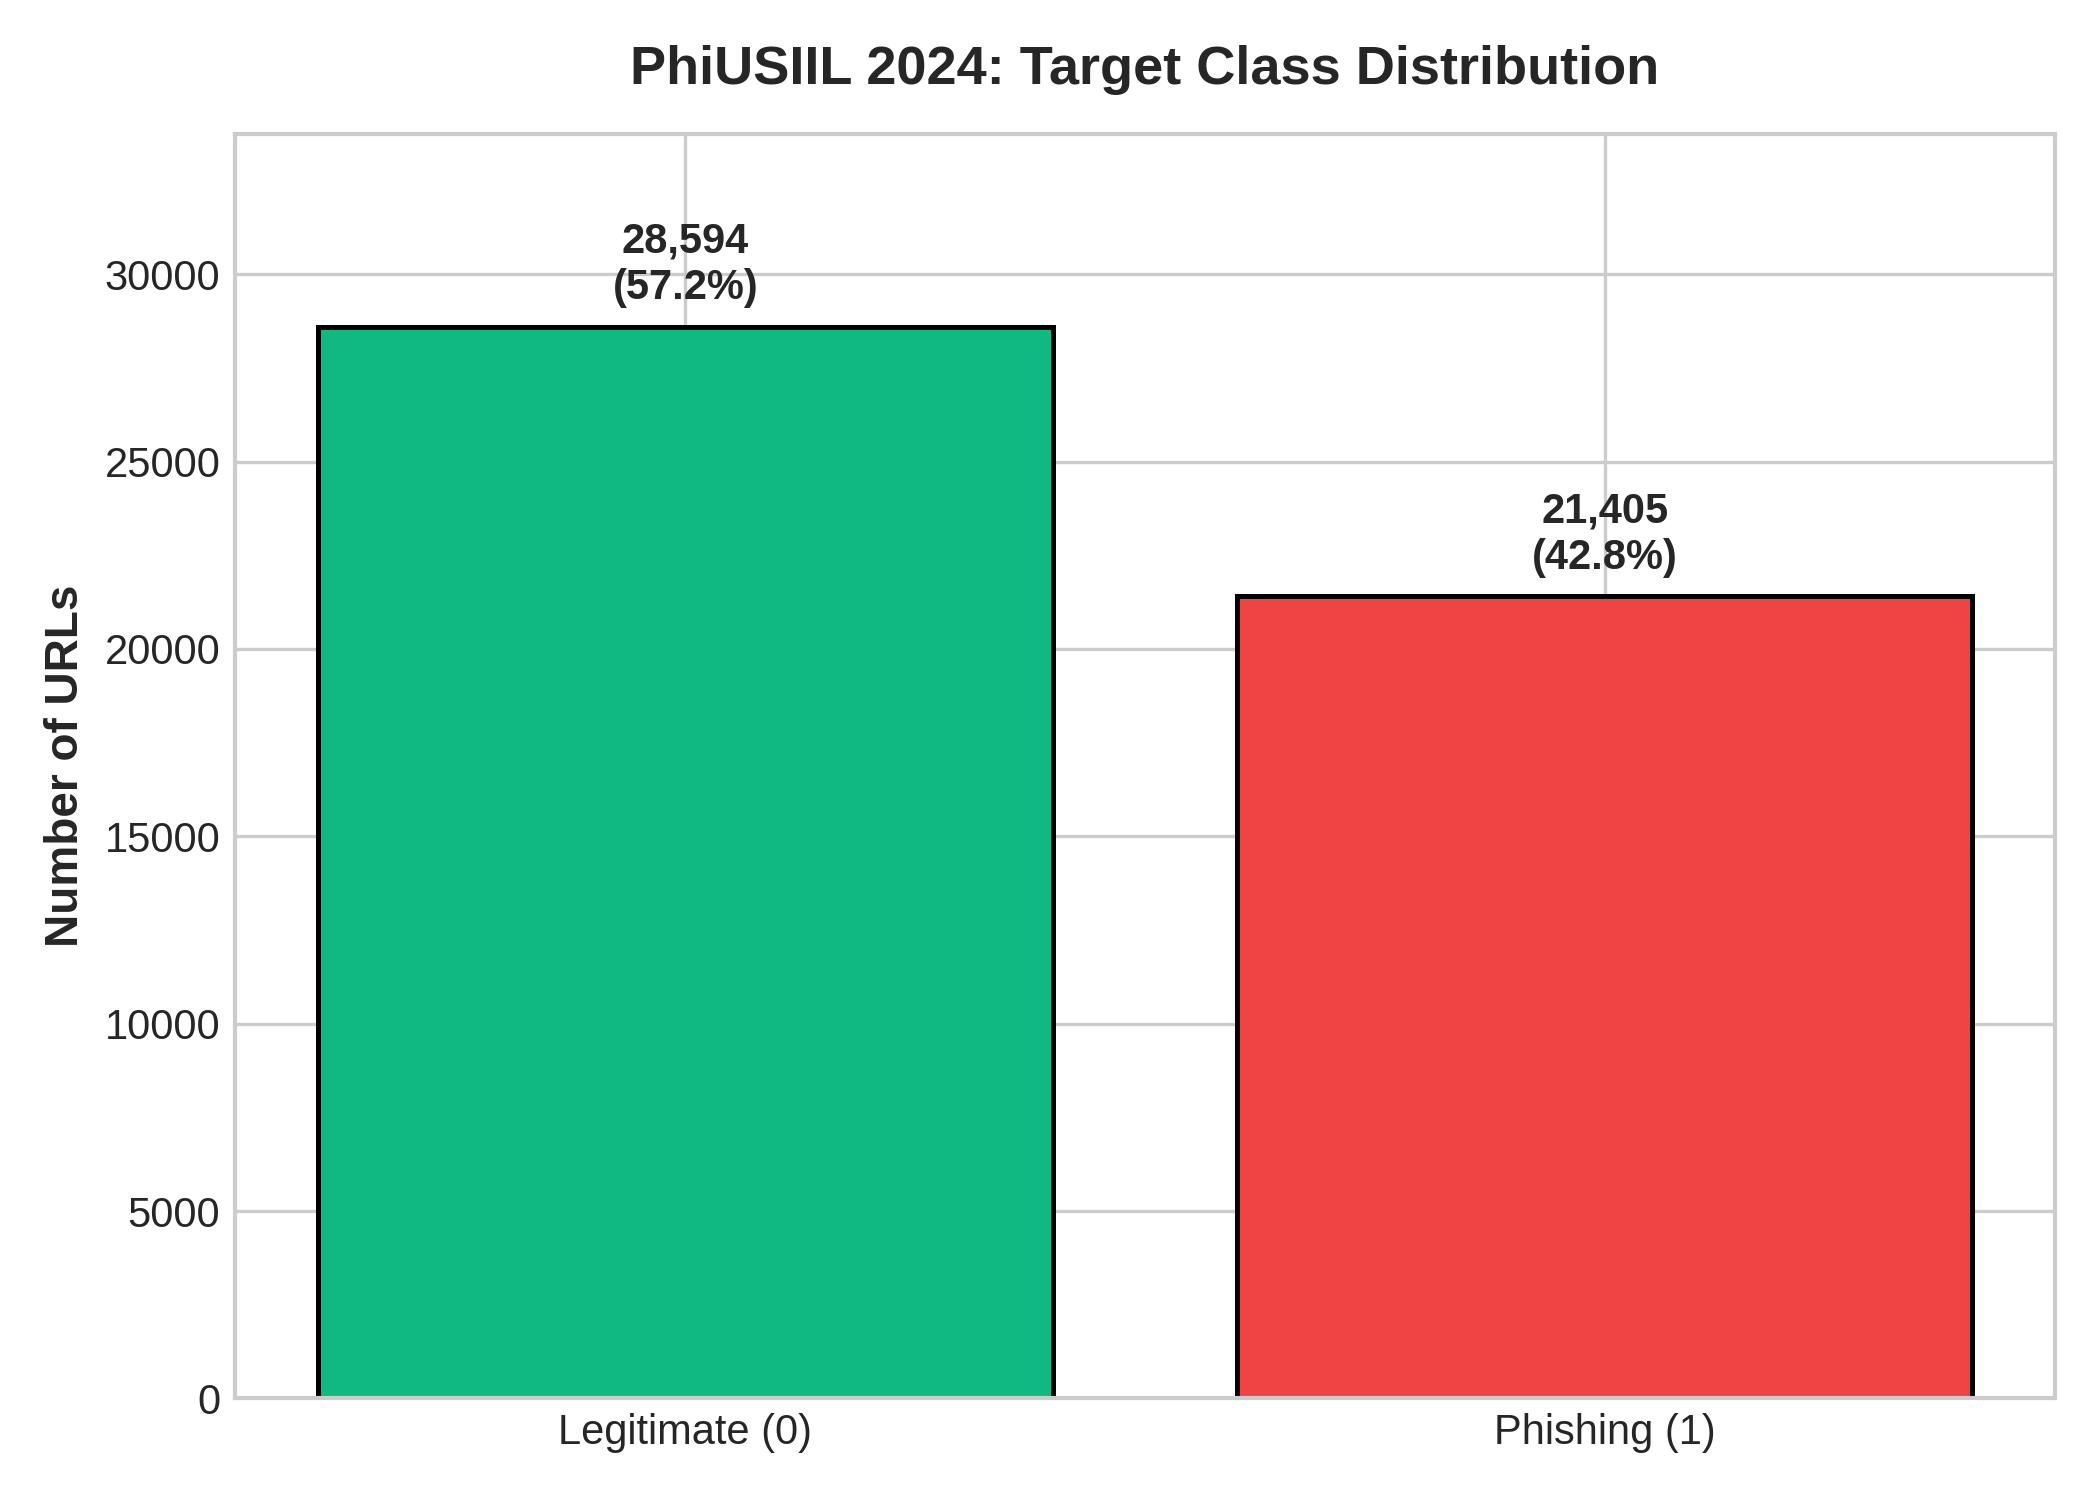 PhiUSIIL 2024: Target Class Distribution
Number of URLs
30000
25000
20000
15000
10000
5000
0
28,594
(57.2%)
21,405
(42.8%)
Legitimate (0)
Phishing (1)